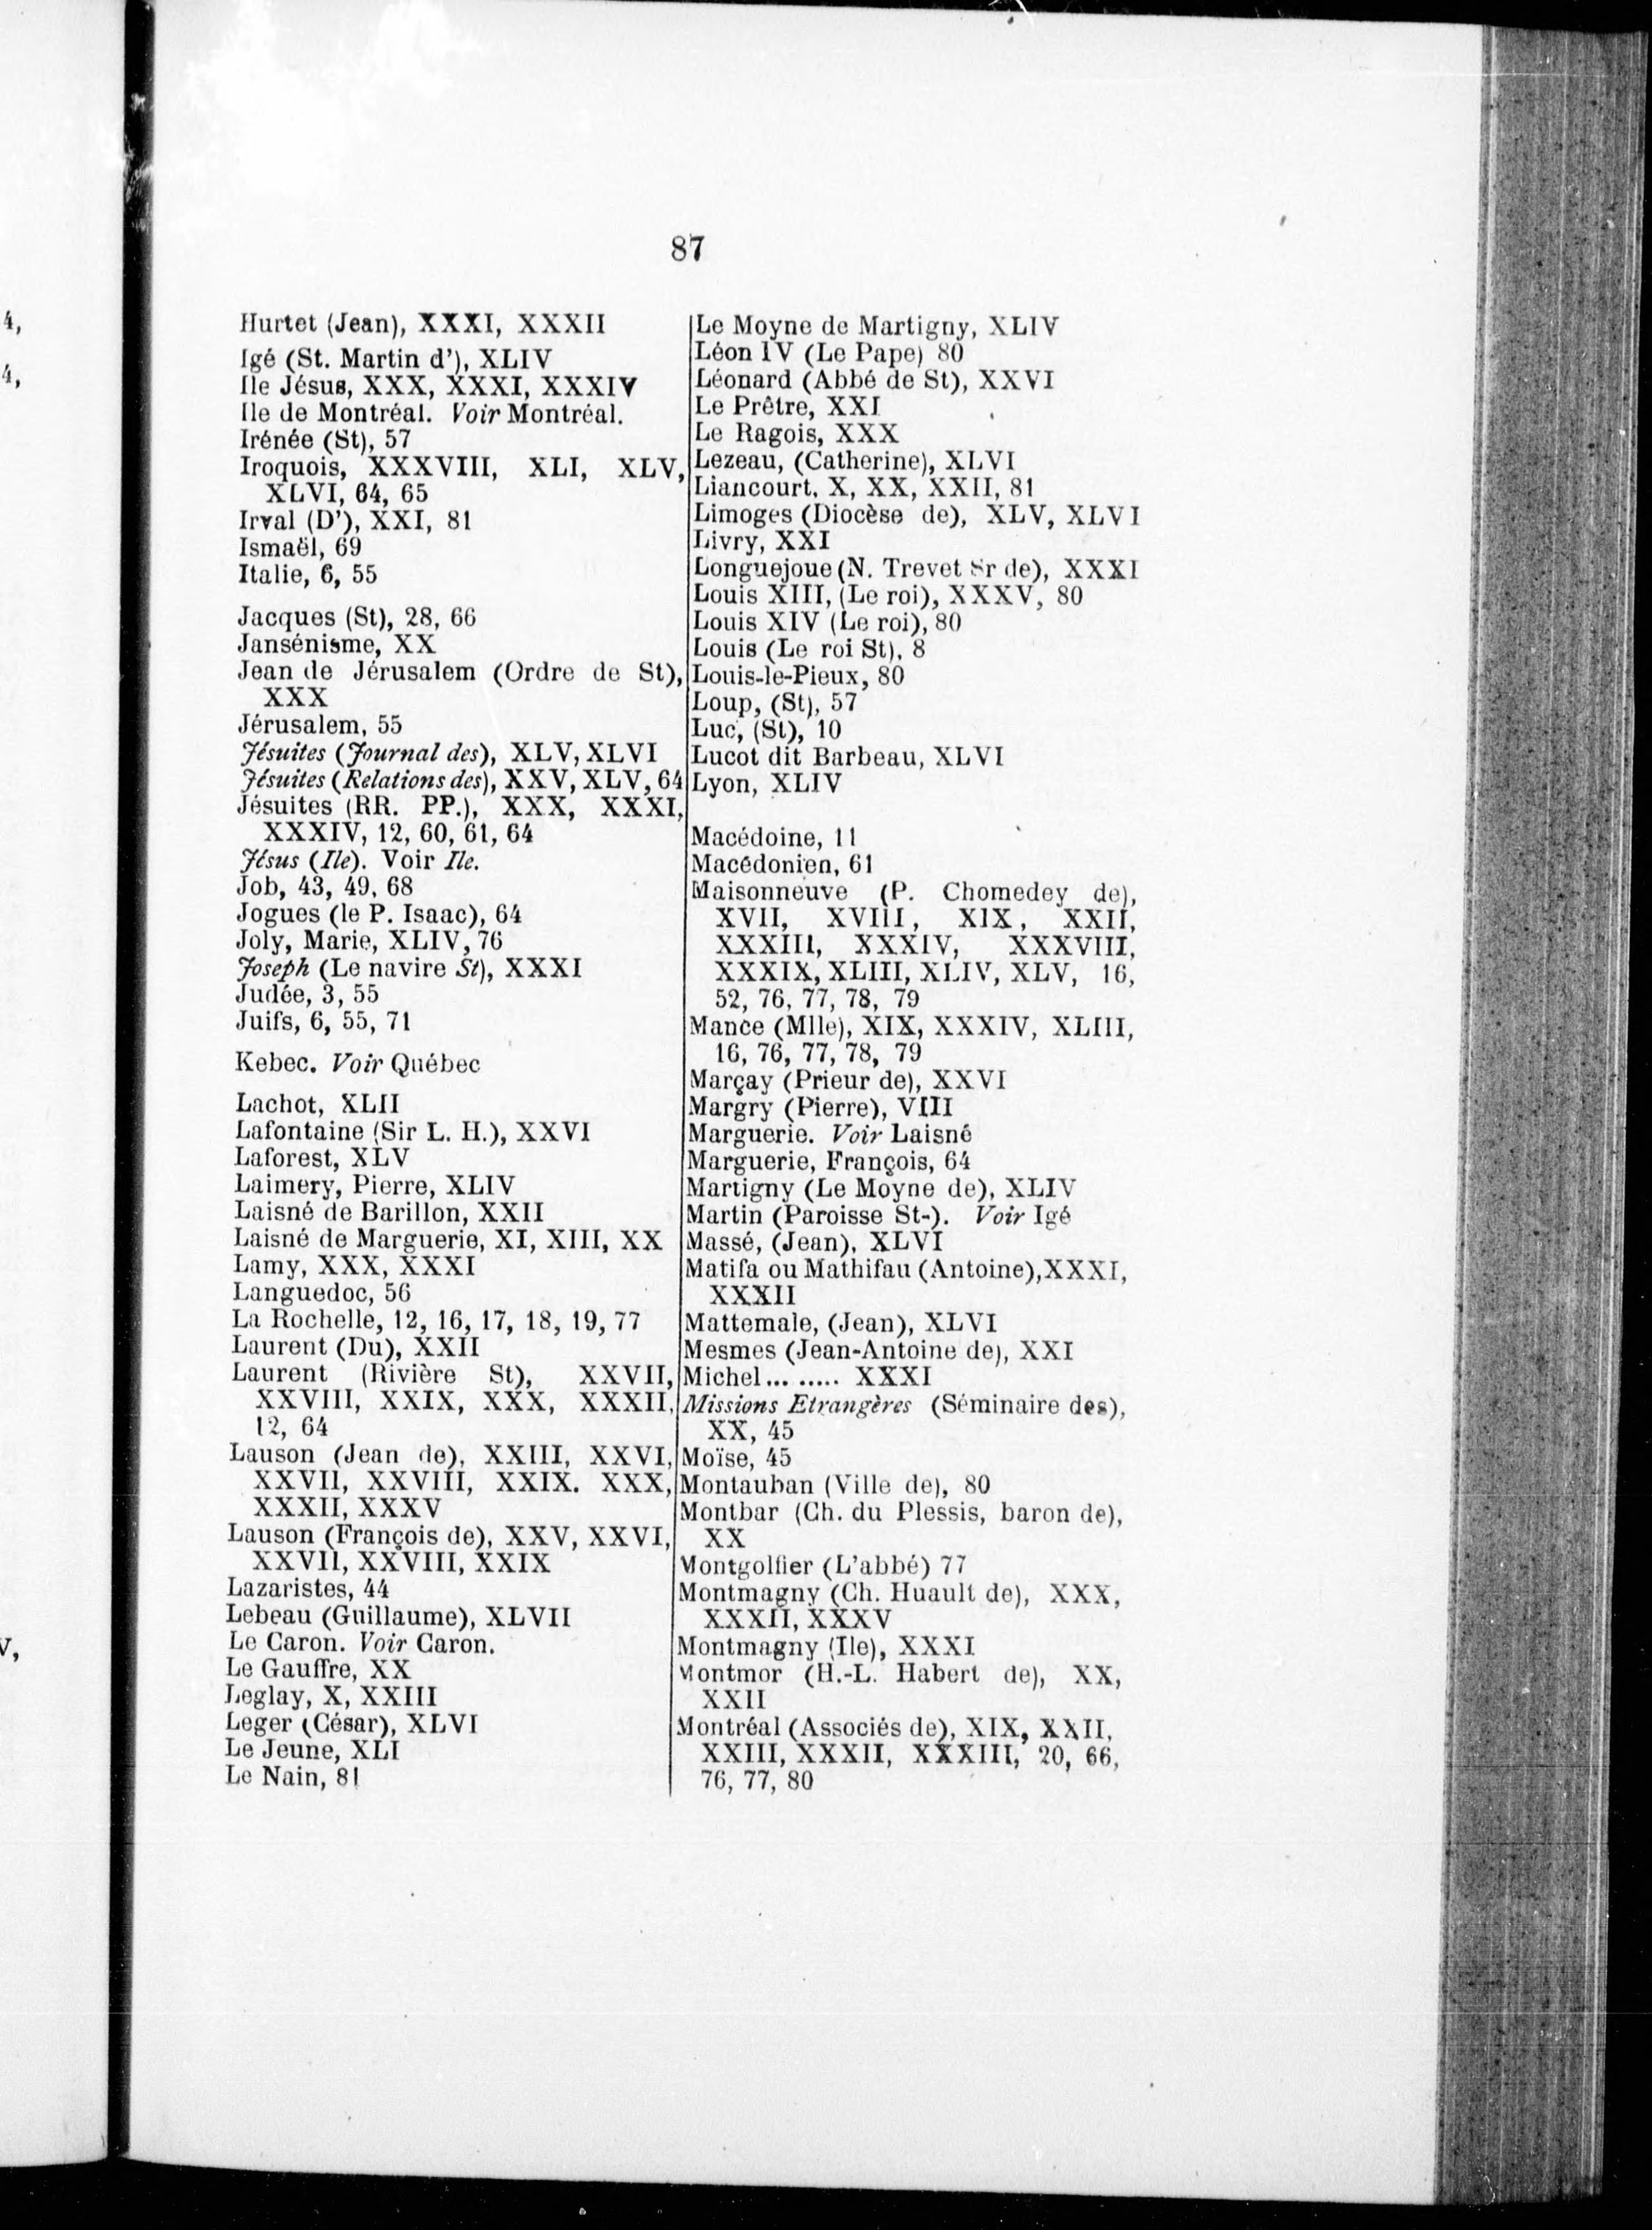 87
Hurtet (Jean), XXXI, XXXII
Igé (St. Martin d'), XLIV
Ile Jésus, XXX, XXXI, XXXIV
Ile de Montréal. Voir Montréal.
Irénée (St), 57
Iroquois, XXXVIII, XLI, XLV,
XLVI, 64, 65
Irval (D'), XXI, 81
Ismaël, 69
Italie, 6, 55
Jacques (St), 28, 66
Jansénisme, XX
Jean de Jérusalem (Ordre de St),
XXX
Jérusalem, 55
Jésuites (Journal des), XLV, XLVI
Jésuites (Relations des), XXV, XLV, 64
Jésuites (RR. PP.), XXX, XXXI,
XXXIV, 12, 60, 61, 64
Jésus (Ile). Voir Ile.
Job, 43, 49, 68
Jogues (le P. Isaac), 64
Joly, Marie, XLIV, 76
Joseph (Le navire St), XXXI
Judée, 3, 55
Juifs, 6, 55, 71
Kebec. Voir Québec
Lachot, XLII
Lafontaine (Sir L. H.), XXVI
Laforest, XLV
Laimery, Pierre, XLIV
Laisné de Barillon, XXII
Laisné de Marguerie, XI, XIII, XX
Lamy, XXX, XXXI
Languedoc, 56
La Rochelle, 12, 16, 17, 18, 19, 77
Laurent (Du), XXII
Laurent (Rivière St), XXVII,
XXVIII, XXIX, XXX, XXXII,
12, 64
Lauson (Jean de), XXIII, XXVI,
XXVII, XXVIII, XXIX. XXX,
XXXII, XXXV
Lauson (François de), XXV, XXVI,
XXVII, XXVIII, XXIX
Lazaristes, 44
Lebeau (Guillaume), XLVII
Le Caron. Voir Caron.
Le Gauffre, XX
Leglay, X, XXIII
Leger (César), XLVI
Le Jeune, XLI
Le Nain, 81
Le Moyne de Martigny, XLIV
Léon IV (Le Pape) 80
Léonard (Abbé de St), XXVI
Le Prêtre, XXI
Le Ragois, XXX
Lezeau, (Catherine), XLVI
Liancourt, X, XX, XXII, 81
Limoges (Diocèse de), XLV, XLVI
Livry, XXI
Longuejoue (N. Trevet Sr de), XXXI
Louis XIII, (Le roi), XXXV, 80
Louis XIV (Le roi), 80
Louis (Le roi St), 8
Louis-le-Pieux, 80
Loup, (St), 57
Luc, (St), 10
Lucot dit Barbeau, XLVI
Lyon, XLIV
Macédoine, 11
Macédonien, 61
Maisonneuve (P. Chomedey de),
XVII, XVIII, XIX, XXII,
XXXIII, XXXIV, XXXVIII,
XXXIX, XLIII, XLIV, XLV, 16,
52, 76, 77, 78, 79
Mance (Mlle), XIX, XXXIV, XLIII,
16, 76, 77, 78, 79
Marçay (Prieur de), XXVI
Margry (Pierre), VIII
Marguerie. Voir Laisné
Marguerie, François, 64
Martigny (Le Moyne de), XLIV
Martin (Paroisse St-). Voir Igé
Massé, (Jean), XLVI
Matifa ou Mathifau (Antoine), XXXI,
XXXII
Mattemale, (Jean), XLVI
Mesmes (Jean-Antoine de), XXI
Michel......... XXXI
Missions Etrangères (Séminaire des),
XX, 45
Moïse, 45
Montauban (Ville de), 80
Montbar (Ch. du Plessis, baron de),
XX
Montgolfier (L'abbé) 77
Montmagny (Ch. Huault de), XXX,
XXXII, XXXV
Montmagny (Ile), XXXI
Montmor (H.-L. Habert de), XX,
XXII
Montréal (Associés de), XIX, XXII,
XXIII, XXXII, XXXIII, 20, 66,
76, 77, 80